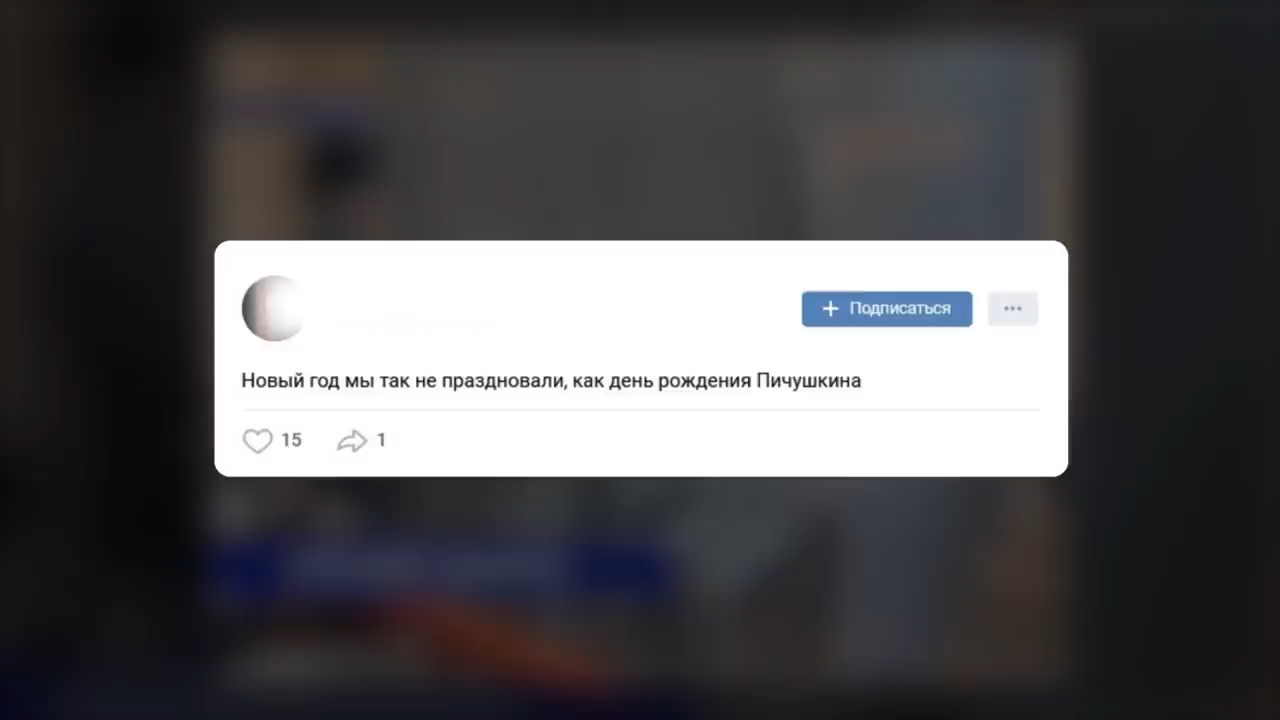 Подписаться
Новый год мы так не праздновали, как день рождения Пичушкина
15 1